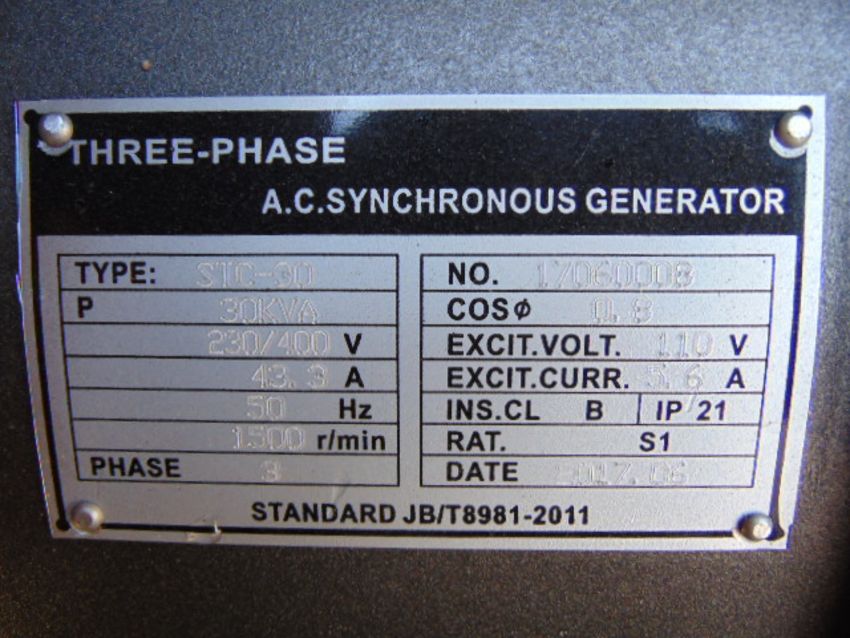 THREE-PHASE
A.C.SYNCHRONOUS GENERATOR
TYPE: STC-30
P 30KVA
230/400 V
43.3 A
50 Hz
1500 r/min
PHASE 3
NO. 17060008
COSφ 0.8
EXCIT.VOLT. 110 V
EXCIT.CURR. 5.6 A
INS.CL B IP 21
RAT. S1
DATE 2017.06
STANDARD JB/T8981-2011